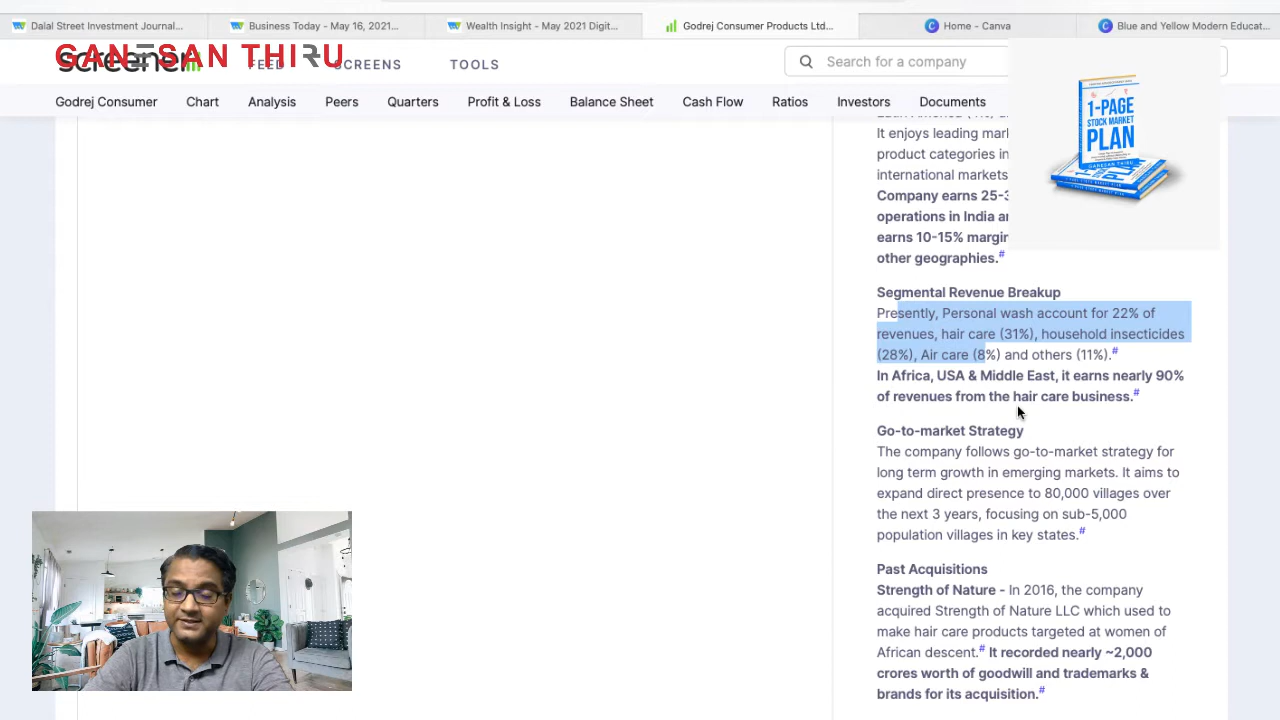 Dalal Street Investment Journal...
Business Today - May 16, 2021...
Wealth Insight - May 2021 Digit...
Godrej Consumer Products Ltd...
Home - Canva
Blue and Yellow Modern Educat...
GANESAN THIRU
screener
FEED
SCREENS
TOOLS
Search for a company
Godrej Consumer
Chart
Analysis
Peers
Quarters
Profit & Loss
Balance Sheet
Cash Flow
Ratios
Investors
Documents
It enjoys leading mar
product categories in
international markets
Company earns 25-3
operations in India a
earns 10-15% margin
other geographies.#
1-PAGE
STOCK MARKET
PLAN
GANESAN THIRU
Segmental Revenue Breakup
Presently, Personal wash account for 22% of
revenues, hair care (31%), household insecticides
(28%), Air care (8%) and others (11%).#
In Africa, USA & Middle East, it earns nearly 90%
of revenues from the hair care business.#
Go-to-market Strategy
The company follows go-to-market strategy for
long term growth in emerging markets. It aims to
expand direct presence to 80,000 villages over
the next 3 years, focusing on sub-5,000
population villages in key states.#
Past Acquisitions
Strength of Nature - In 2016, the company
acquired Strength of Nature LLC which used to
make hair care products targeted at women of
African descent.# It recorded nearly ~2,000
crores worth of goodwill and trademarks &
brands for its acquisition.#